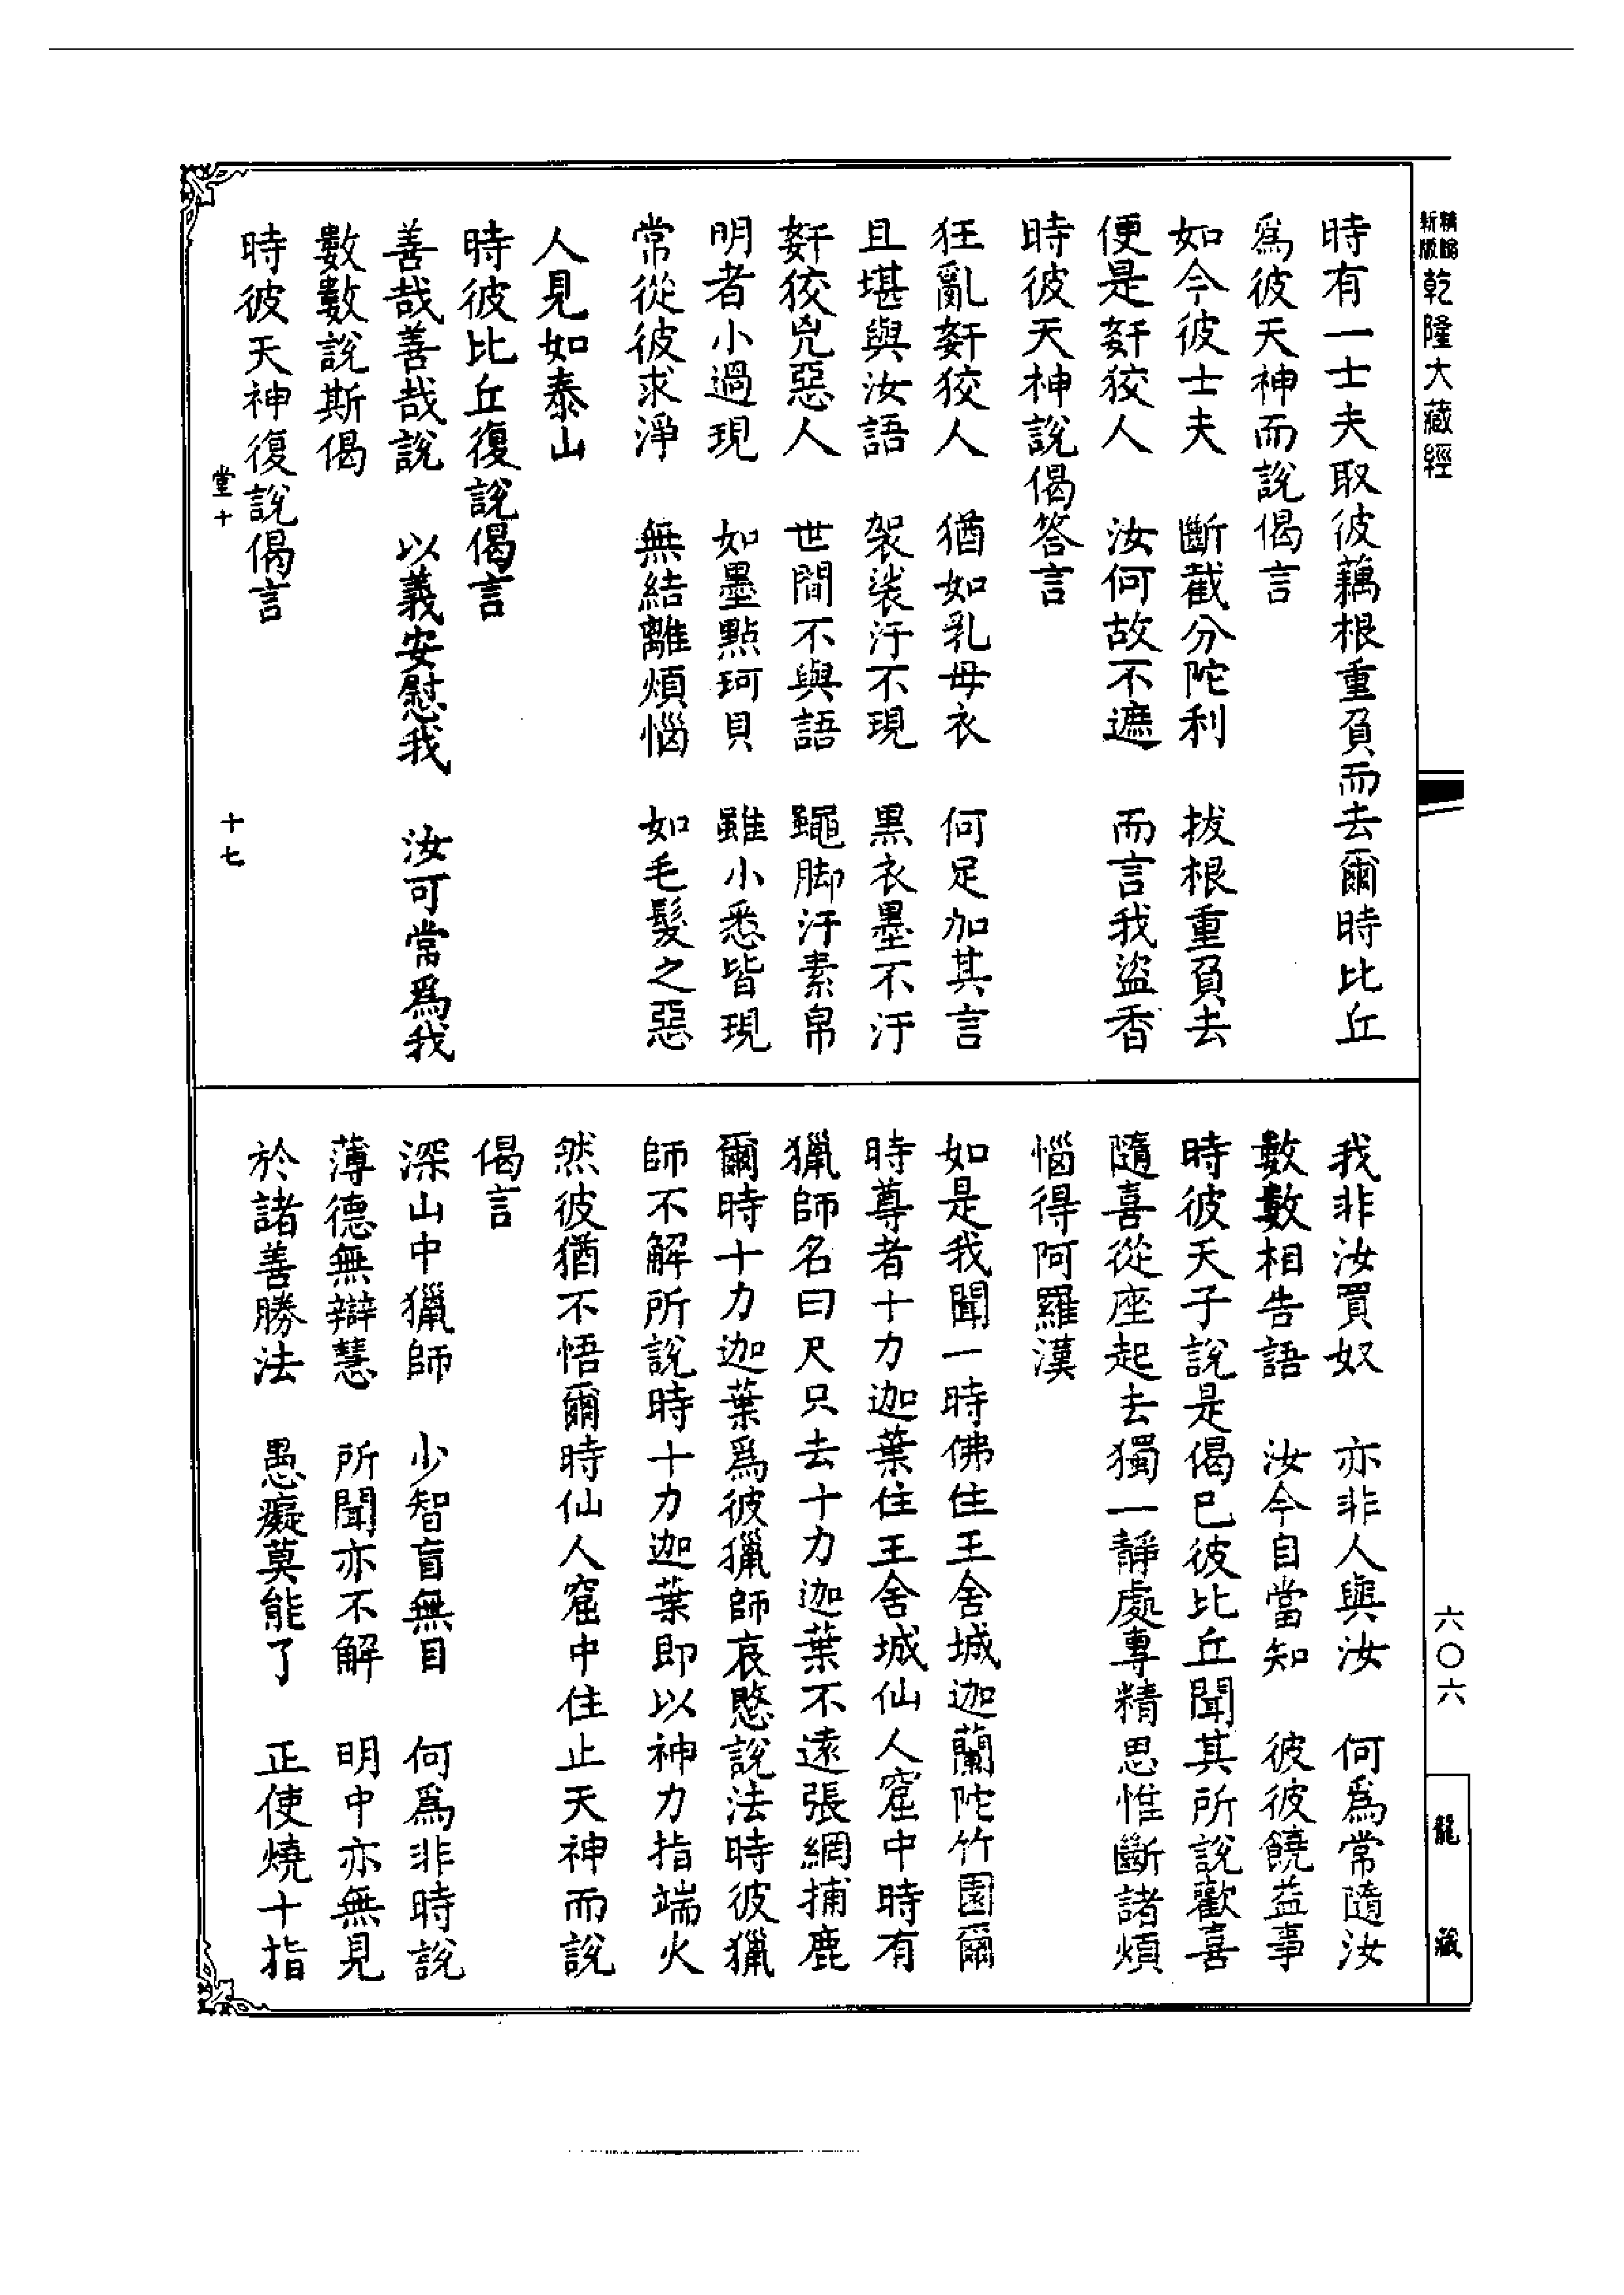 精縮
新版
乾隆大藏經
時有一士夫取彼藕根重負而去爾時比丘
爲彼天神而說偈言
如今彼士夫　斷截分陀利　拔根重負去
便是姧狡人　汝何故不遮　而言我盜香
時彼天神說偈答言
狂亂姧狡人　猶如乳母衣　何足加其言
且堪與汝語　袈裟汙不現　黑衣墨不汙
姧狡兇惡人　世間不與語　蠅脚汙素帛
明者小過現　如墨點珂貝　雖小悉皆現
常從彼求淨　無結離煩惱　如毛髮之惡
人見如泰山
時彼比丘復說偈言
善哉善哉說　以義安慰我　汝可常爲我
數數說斯偈
時彼天神復說偈言
堂十　十七
我非汝買奴　亦非人與汝　何爲常隨汝
數數相告語　汝今自當知　彼彼饒益事
時彼天子說是偈已彼比丘聞其所說歡喜
隨喜從座起去獨一靜處專精思惟斷諸煩
惱得阿羅漢
如是我聞一時佛住王舍城迦蘭陀竹園爾
時尊者十力迦葉住王舍城仙人窟中時有
獵師名曰尺只去十力迦葉不遠張網捕鹿
爾時十力迦葉爲彼獵師哀愍說法時彼獵
師不解所說時十力迦葉即以神力指端火
然彼猶不悟爾時仙人窟中住止天神而說
偈言
深山中獵師　少智盲無目　何爲非時說
薄德無辯慧　所聞亦不解　明中亦無見
於諸善勝法　愚癡莫能了　正使燒十指
六〇六
龍藏